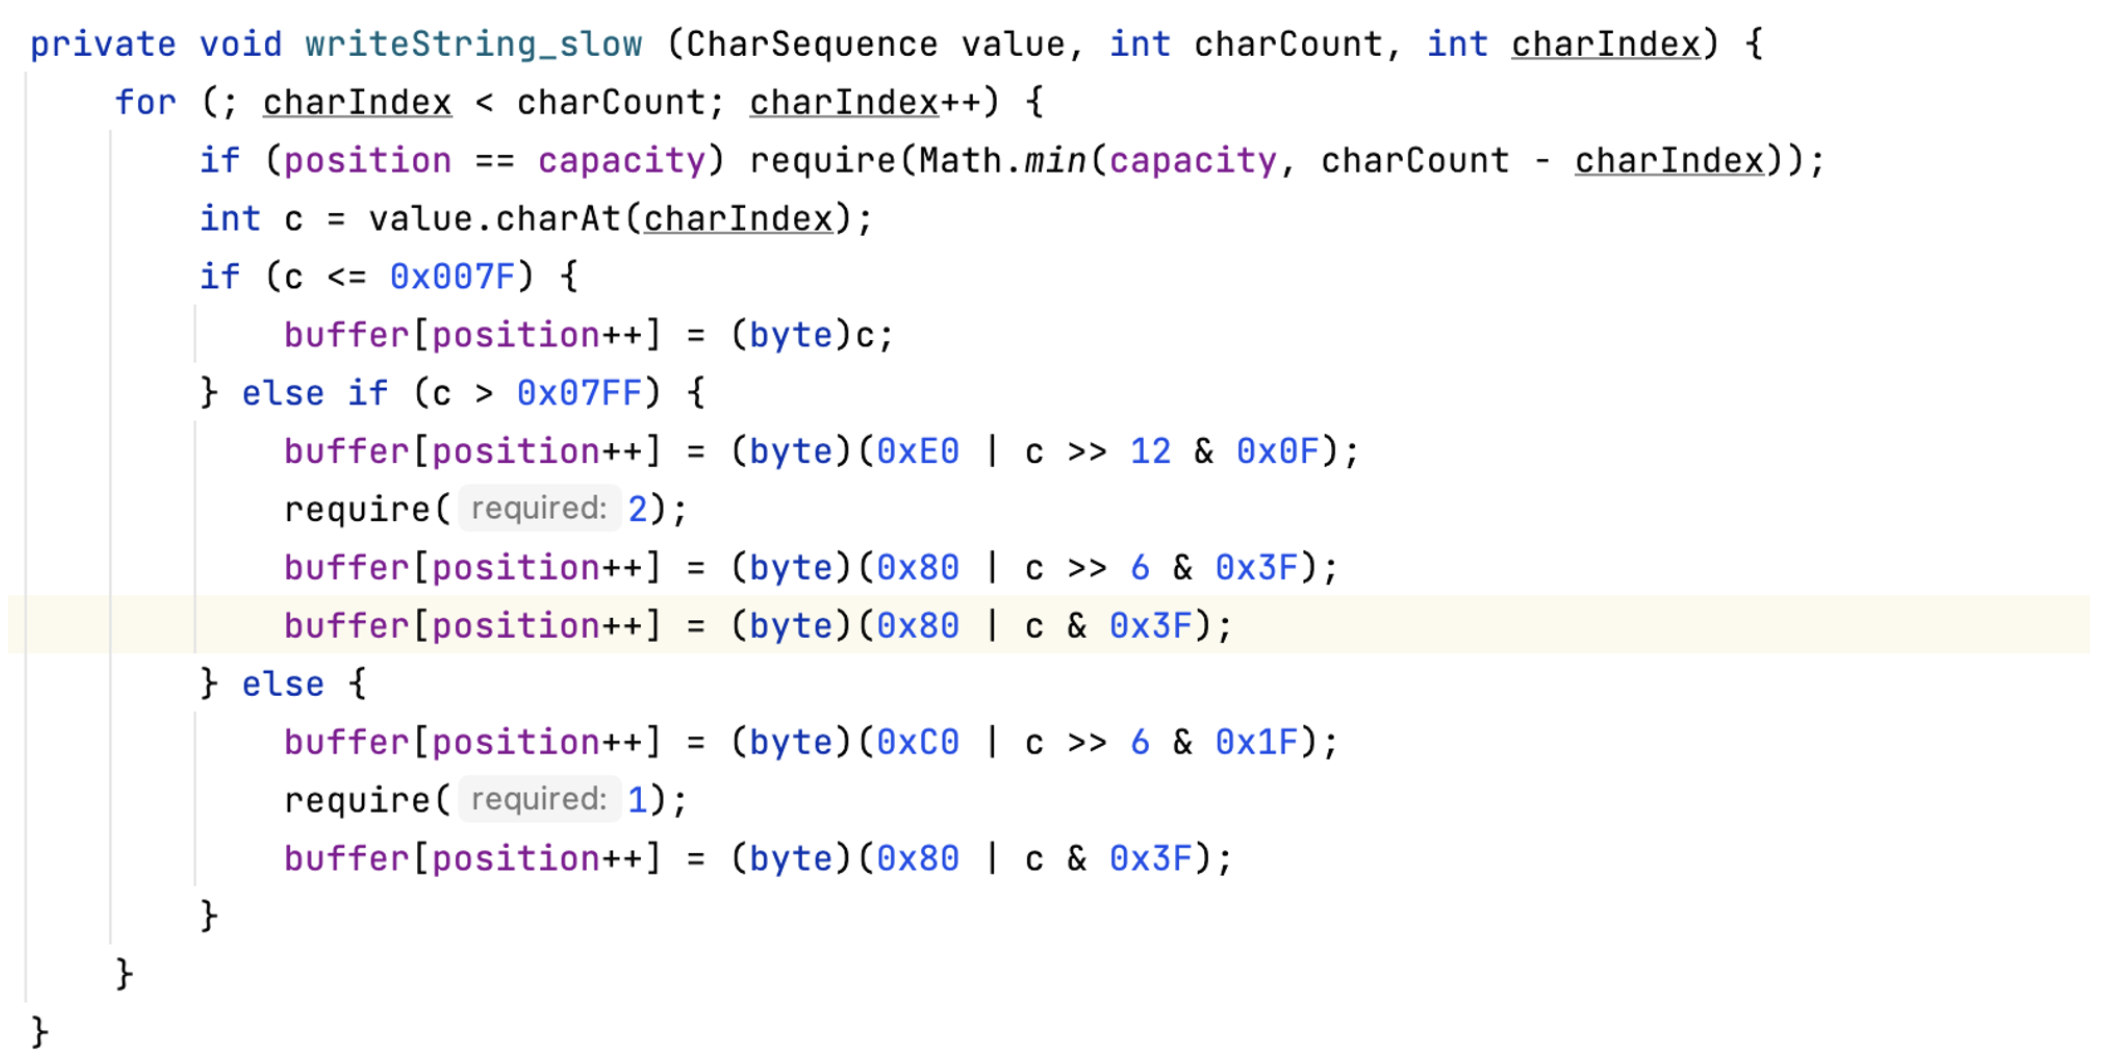 private void writeString_slow (CharSequence value, int charCount, int charIndex) {
for (; charIndex < charCount; charIndex++) {
if (position == capacity) require(Math.min(capacity, charCount - charIndex));
int c = value.charAt(charIndex);
if (c <= 0x007F) {
buffer[position++] = (byte)c;
} else if (c > 0x07FF) {
buffer[position++] = (byte)(0xE0 | c >> 12 & 0x0F);
require( required: 2);
buffer[position++] = (byte)(0x80 | c >> 6 & 0x3F);
buffer[position++] = (byte)(0x80 | c & 0x3F);
} else {
buffer[position++] = (byte)(0xC0 | c >> 6 & 0x1F);
require( required: 1);
buffer[position++] = (byte)(0x80 | c & 0x3F);
}
}
}